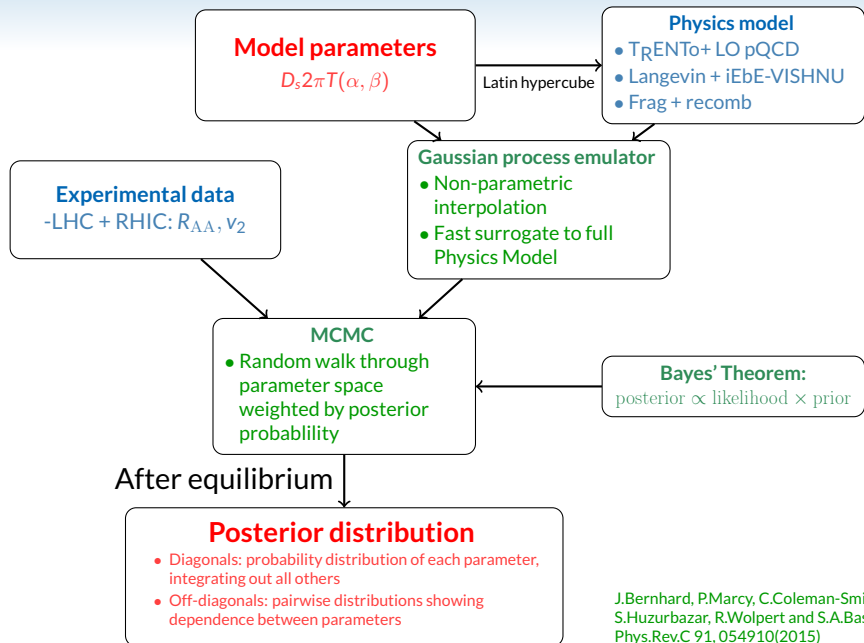 Model parameters
D_s2πT(α, β)
Latin hypercube
Physics model
• TRENTo+ LO pQCD
• Langevin + iEbE-VISHNU
• Frag + recomb
Gaussian process emulator
• Non-parametric
interpolation
• Fast surrogate to full
Physics Model
Experimental data
-LHC + RHIC: R_AA, v_2
MCMC
• Random walk through
parameter space
weighted by posterior
probablility
Bayes' Theorem:
posterior ∝ likelihood × prior
After equilibrium
Posterior distribution
• Diagonals: probability distribution of each parameter,
integrating out all others
• Off-diagonals: pairwise distributions showing
dependence between parameters
J.Bernhard, P.Marcy, C.Coleman-Smi
S.Huzurbazar, R.Wolpert and S.A.Bas
Phys.Rev.C 91, 054910(2015)